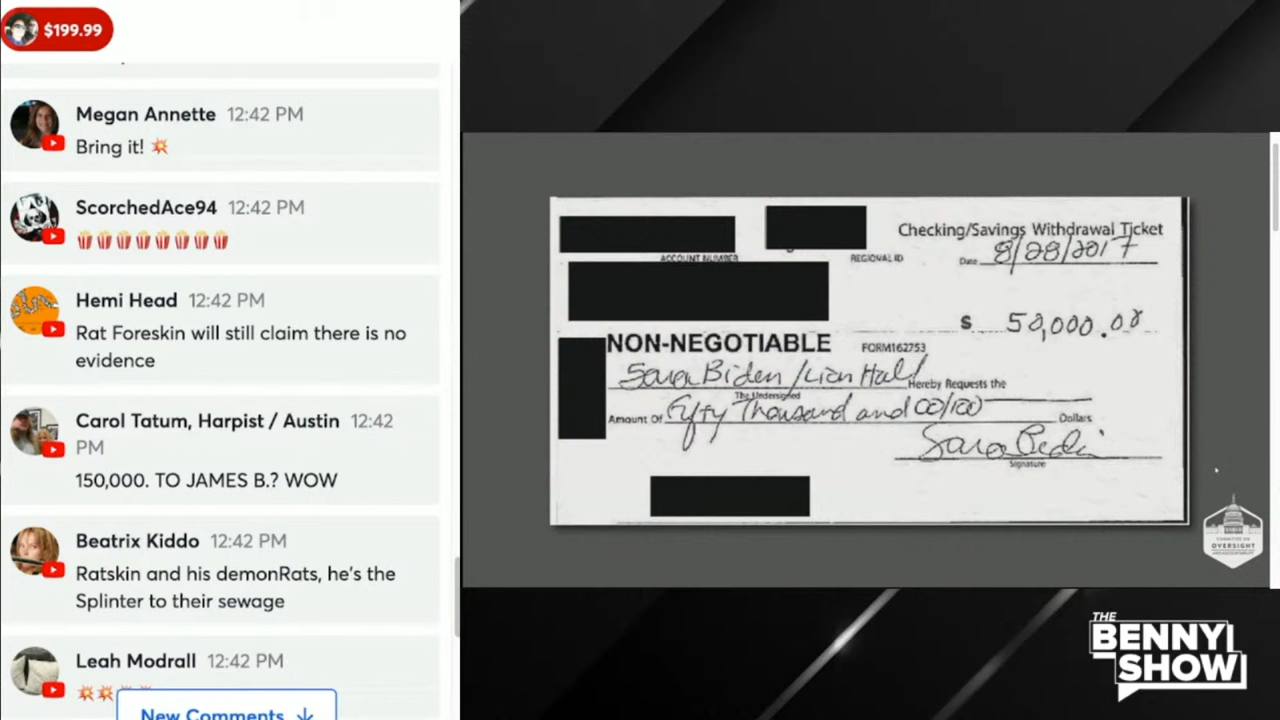 $199.99
Megan Annette 12:42 PM
Bring it! 💥
ScorchedAce94 12:42 PM
🍿🍿🍿🍿🍿🍿🍿🍿
Hemi Head 12:42 PM
Rat Foreskin will still claim there is no
evidence
Carol Tatum, Harpist / Austin 12:42
PM
150,000. TO JAMES B.? WOW
Beatrix Kiddo 12:42 PM
Ratskin and his demonRats, he's the
Splinter to their sewage
Leah Modrall 12:42 PM
New Comments ↓
Checking/Savings Withdrawal Ticket
ACCOUNT NUMBER REGIONAL ID Date 8/28/2017
$ 50,000.00
NON-NEGOTIABLE FORM162753
Sara Biden / Hereby Requests the
The Undersigned
Amount Of Fifty Thousand and 00/100 Dollars
Sara Biden
Signature
COMMITTEE ON
OVERSIGHT
AND ACCOUNTABILITY
THE
BENNY
SHOW